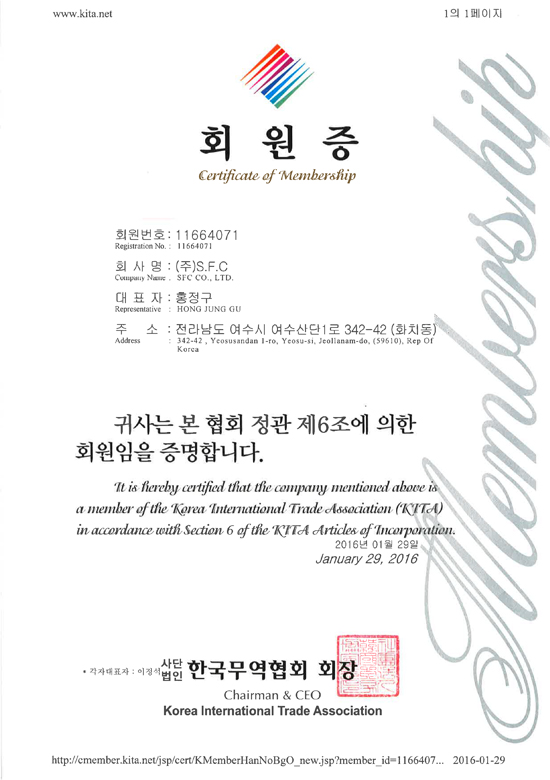 www.kita.net
1의 1페이지
회원증
Certificate of Membership
회원번호 : 11664071
Registration No. : 11664071
회 사 명 : (주)S.F.C
Company Name . SFC CO., LTD.
대 표 자 : 홍정구
Representative : HONG JUNG GU
주 소 : 전라남도 여수시 여수산단1로 342-42 (화치동)
Address : 342-42 , Yeosusandan 1-ro, Yeosu-si, Jeollanam-do, (59610), Rep Of
Korea
귀사는 본 협회 정관 제6조에 의한
회원임을 증명합니다.
It is hereby certified that the company mentioned above is
a member of the Korea International Trade Association (KITA)
in accordance with Section 6 of the KITA Articles of Incorporation.
2016년 01월 29일
January 29, 2016
* 각자대표자 : 이정석
사단법인 한국무역협회 회장
Chairman & CEO
Korea International Trade Association
Membership
http://cmember.kita.net/jsp/cert/KMemberHanNoBgO_new.jsp?member_id=1166407... 2016-01-29